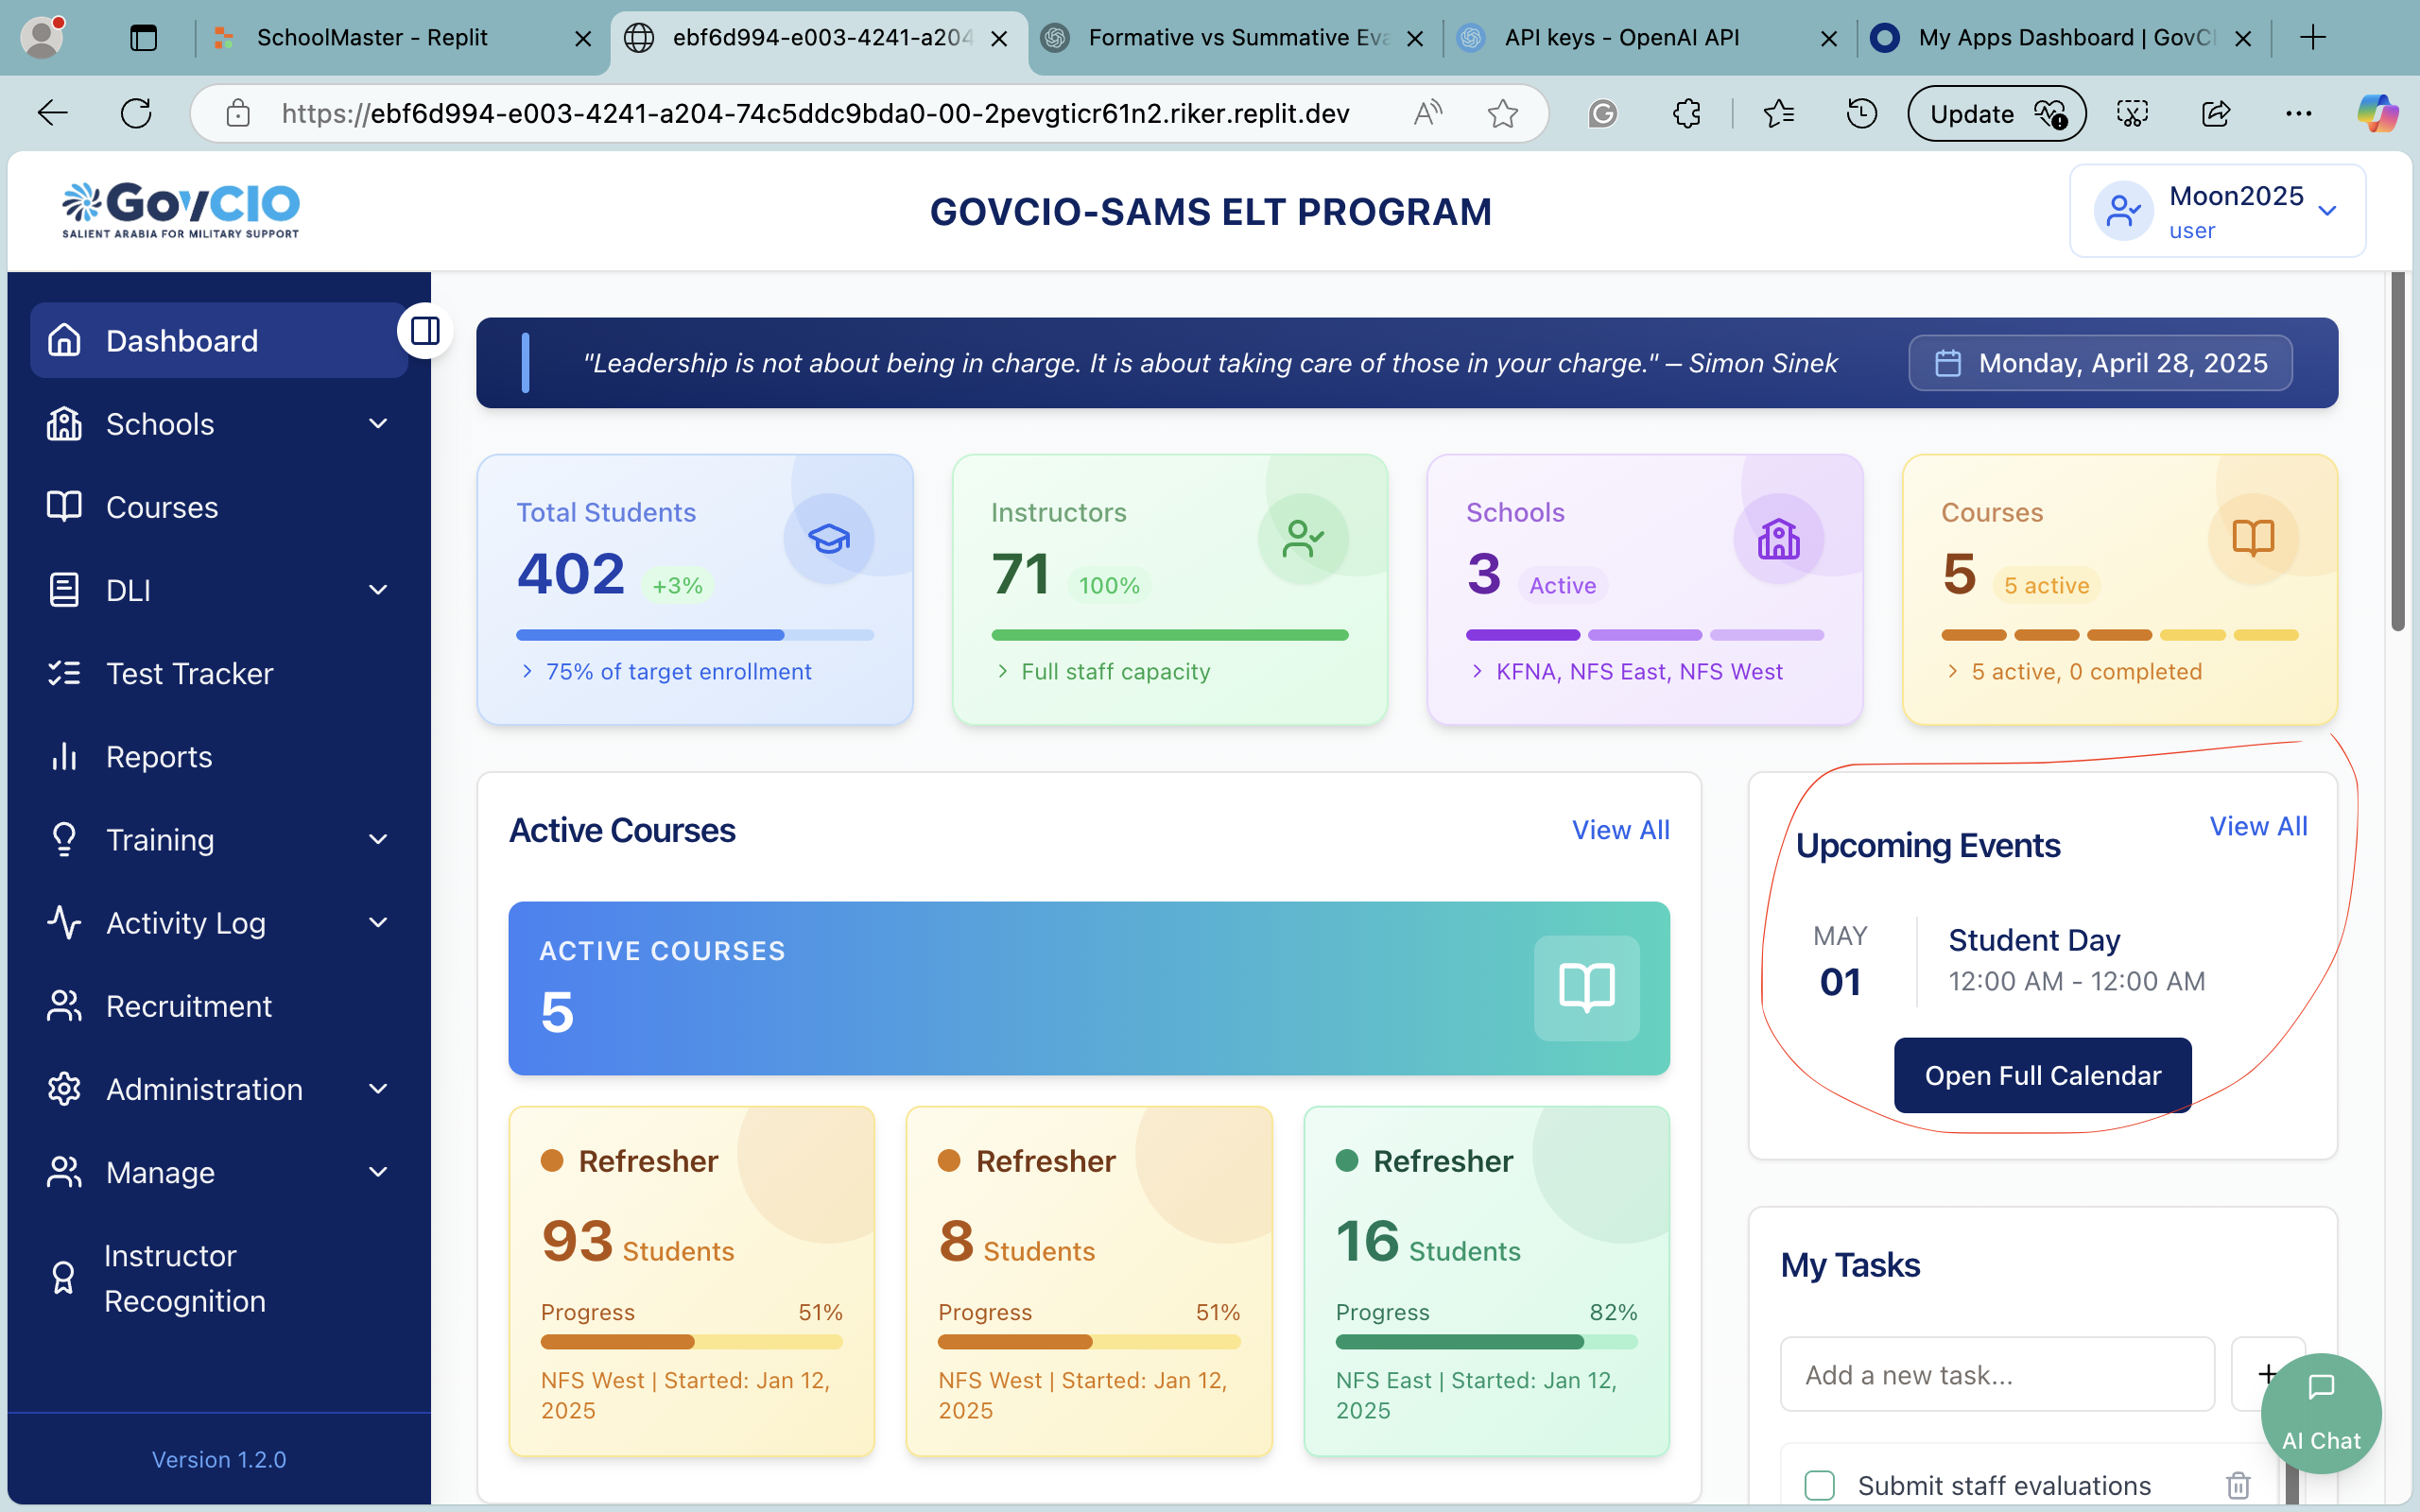 SchoolMaster - Replit
ebf6d994-e003-4241-a204
Formative vs Summative Eva
API keys - OpenAI API
My Apps Dashboard | GovC
https://ebf6d994-e003-4241-a204-74c5ddc9bda0-00-2pevgticr61n2.riker.replit.dev
Update
GovCIO
SALIENT ARABIA FOR MILITARY SUPPORT
GOVCIO-SAMS ELT PROGRAM
Moon2025
user
Dashboard
Schools
Courses
DLI
Test Tracker
Reports
Training
Activity Log
Recruitment
Administration
Manage
Instructor
Recognition
Version 1.2.0
"Leadership is not about being in charge. It is about taking care of those in your charge." — Simon Sinek
Monday, April 28, 2025
Total Students
402 +3%
75% of target enrollment
Instructors
71 100%
Full staff capacity
Schools
3 Active
KFNA, NFS East, NFS West
Courses
5 5 active
5 active, 0 completed
Active Courses
View All
ACTIVE COURSES
5
Refresher
93 Students
Progress 51%
NFS West | Started: Jan 12,
2025
Refresher
8 Students
Progress 51%
NFS West | Started: Jan 12,
2025
Refresher
16 Students
Progress 82%
NFS East | Started: Jan 12,
2025
Upcoming Events
View All
MAY
01
Student Day
12:00 AM - 12:00 AM
Open Full Calendar
My Tasks
Add a new task...
+
AI Chat
Submit staff evaluations